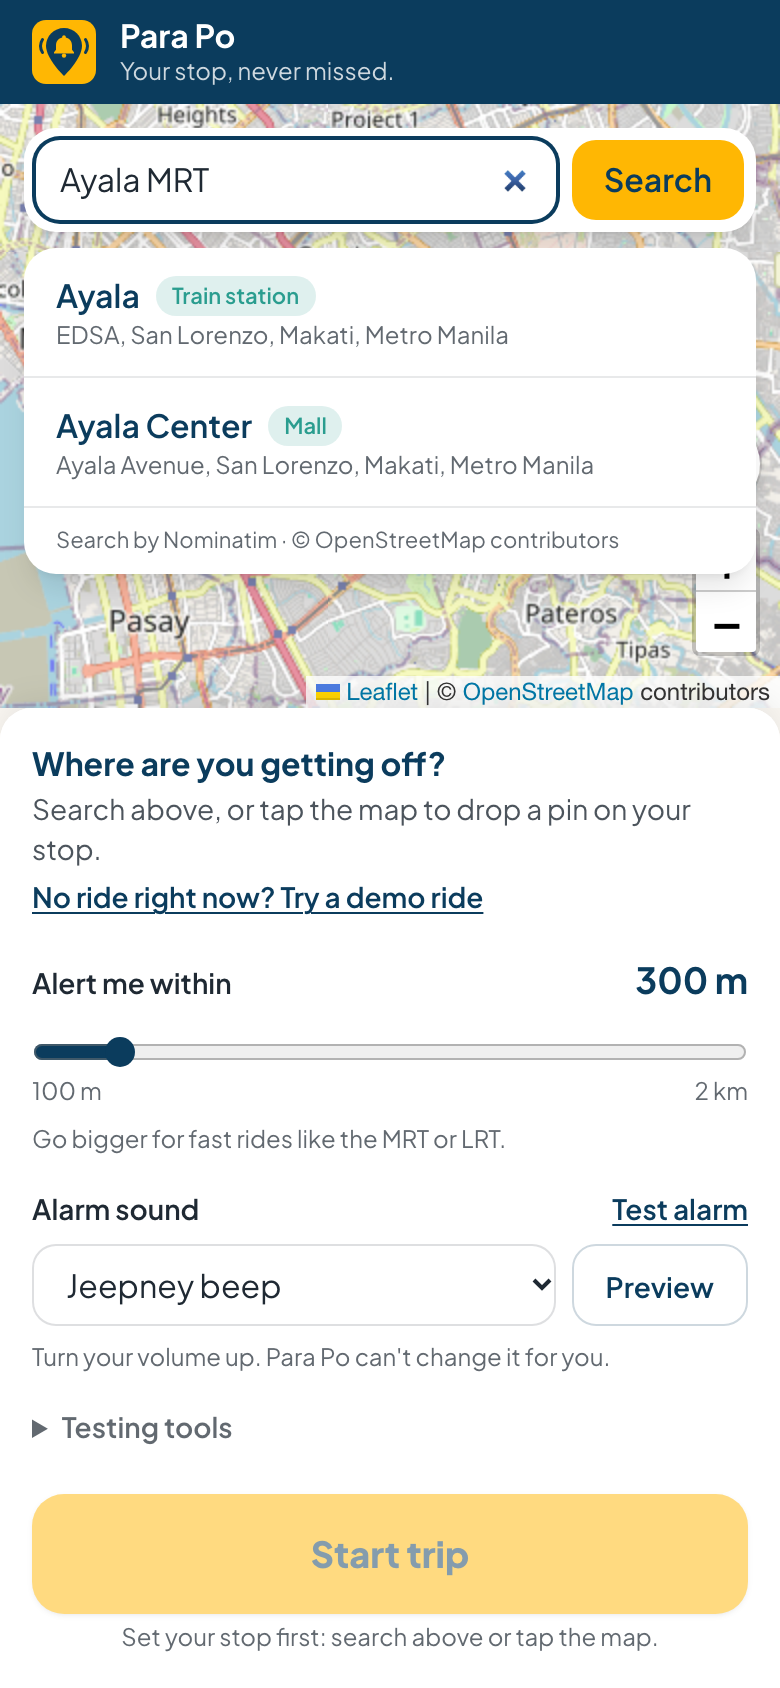 Para Po
Your stop, never missed.
Heights
Project 1
Ayala MRT
×
Search
Ayala Train station
EDSA, San Lorenzo, Makati, Metro Manila
Ayala Center Mall
Ayala Avenue, San Lorenzo, Makati, Metro Manila
Search by Nominatim · © OpenStreetMap contributors
Pasay
Pateros
Tipas
−
Leaflet | © OpenStreetMap contributors
Where are you getting off?
Search above, or tap the map to drop a pin on your
stop.
No ride right now? Try a demo ride
Alert me within 300 m
100 m 2 km
Go bigger for fast rides like the MRT or LRT.
Alarm sound Test alarm
Jeepney beep Preview
Turn your volume up. Para Po can't change it for you.
Testing tools
Start trip
Set your stop first: search above or tap the map.